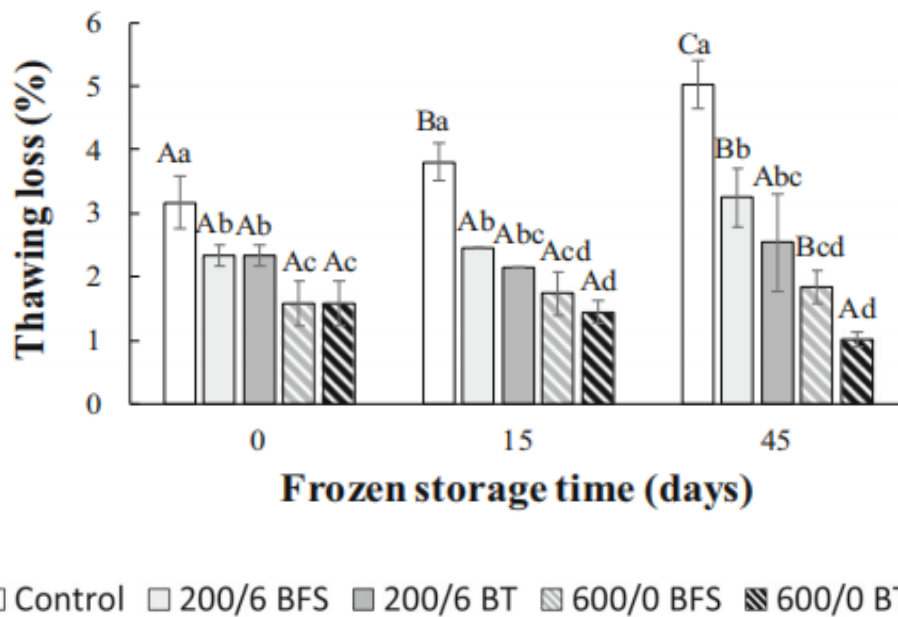 6
5
4
3
2
1
0
Thawing loss (%)
Aa
Ab
Ab
Ac
Ac
Ba
Ab
Abc
Acd
Ad
Ca
Bb
Abc
Bcd
Ad
0 15 45
Frozen storage time (days)
Control 200/6 BFS 200/6 BT 600/0 BFS 600/0 BT